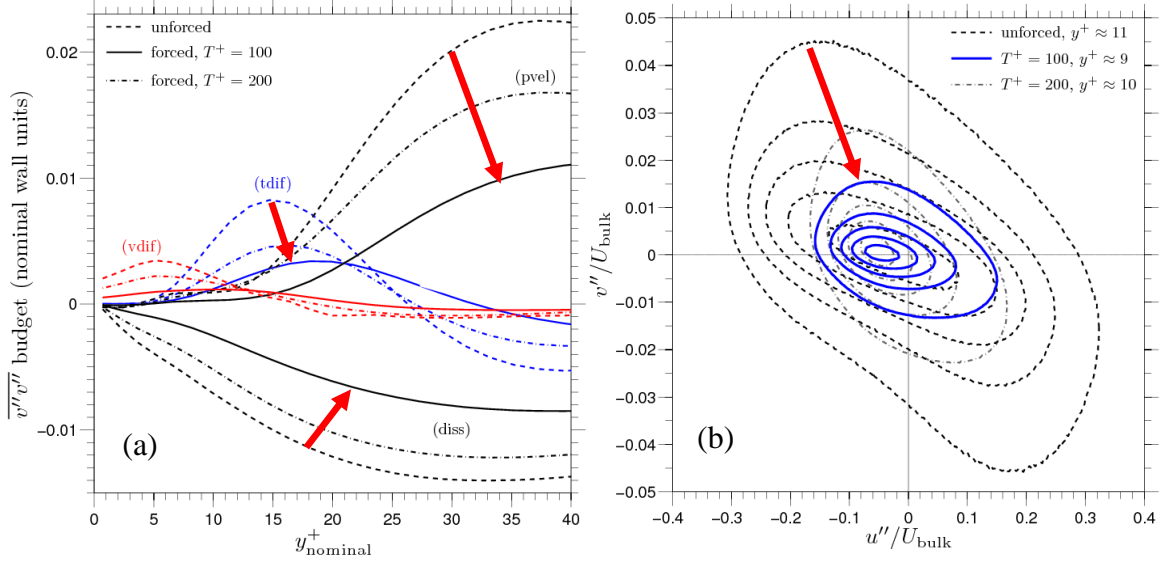 unforced
forced, T⁺ = 100
forced, T⁺ = 200
(pvel)
(tdif)
(vdif)
(diss)
(a)
0.02
0.01
0
−0.01
0 5 10 15 20 25 30 35 40
y⁺nominal
v''v'' budget (nominal wall units)
unforced, y⁺ ≈ 11
T⁺ = 100, y⁺ ≈ 9
T⁺ = 200, y⁺ ≈ 10
(b)
0.05
0.04
0.03
0.02
0.01
0
-0.01
-0.02
-0.03
-0.04
-0.05
−0.4 −0.3 −0.2 −0.1 0 0.1 0.2 0.3 0.4
u''/Ubulk
v''/Ubulk